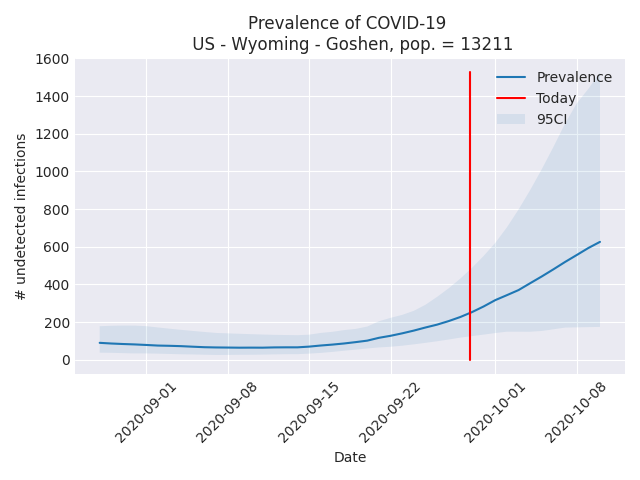 Prevalence of COVID-19
US - Wyoming - Goshen, pop. = 13211
1600
1400
1200
1000
800
600
400
200
0
# undetected infections
Prevalence
Today
95CI
2020-09-01
2020-09-08
2020-09-15
2020-09-22
2020-10-01
2020-10-08
Date